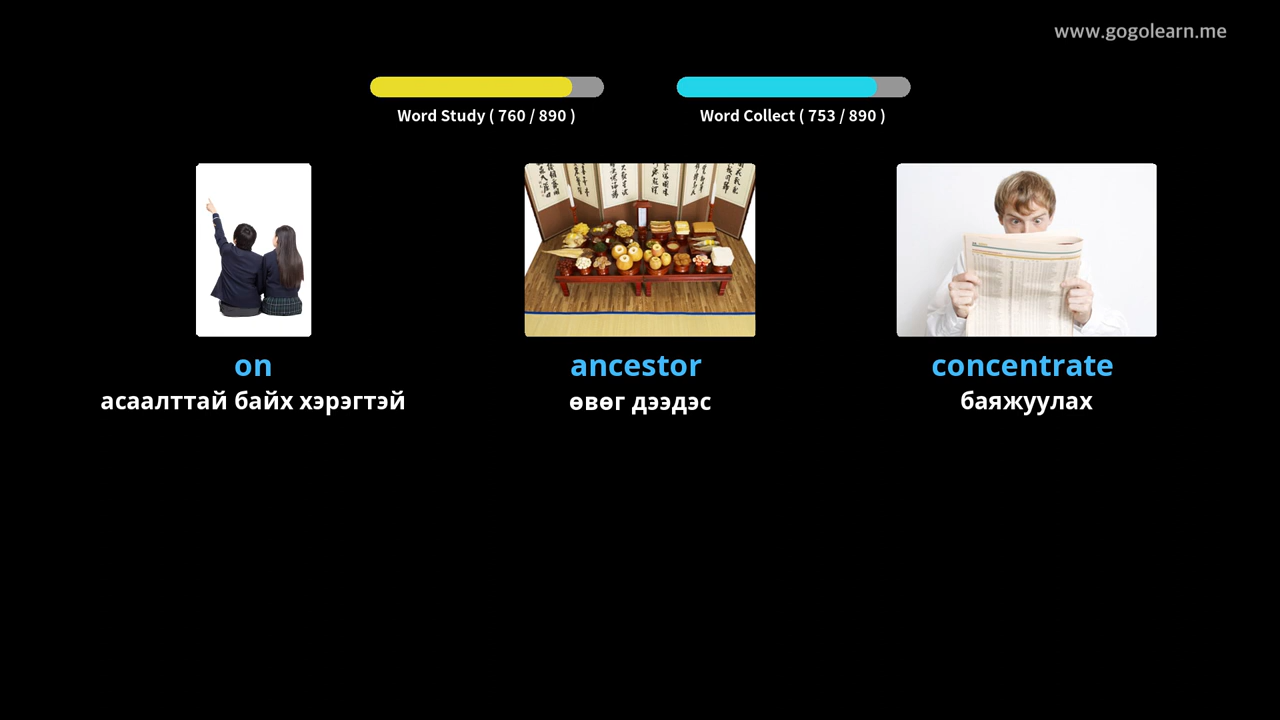 www.gogolearn.me
Word Study ( 760 / 890 )
Word Collect ( 753 / 890 )
on
асаалттай байх хэрэгтэй
ancestor
өвөг дээдэс
concentrate
баяжуулах